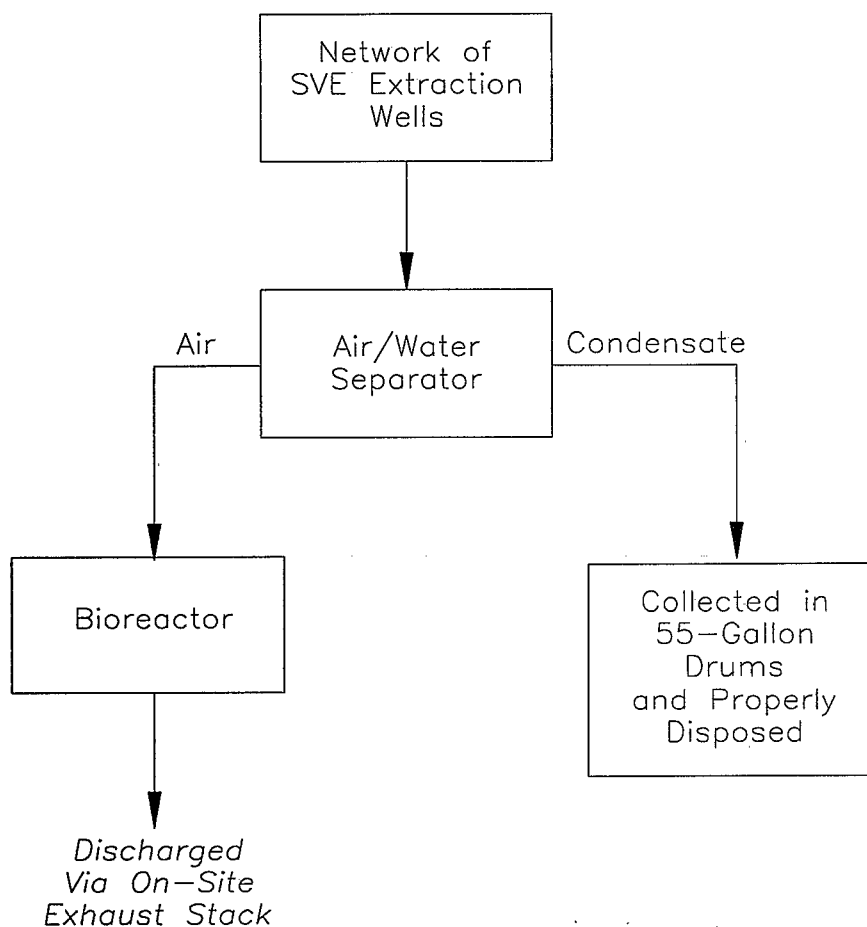 Network of
SVE Extraction
Wells
Air
Air/Water
Separator
Condensate
Bioreactor
Collected in
55-Gallon
Drums
and Properly
Disposed
Discharged
Via On-Site
Exhaust Stack